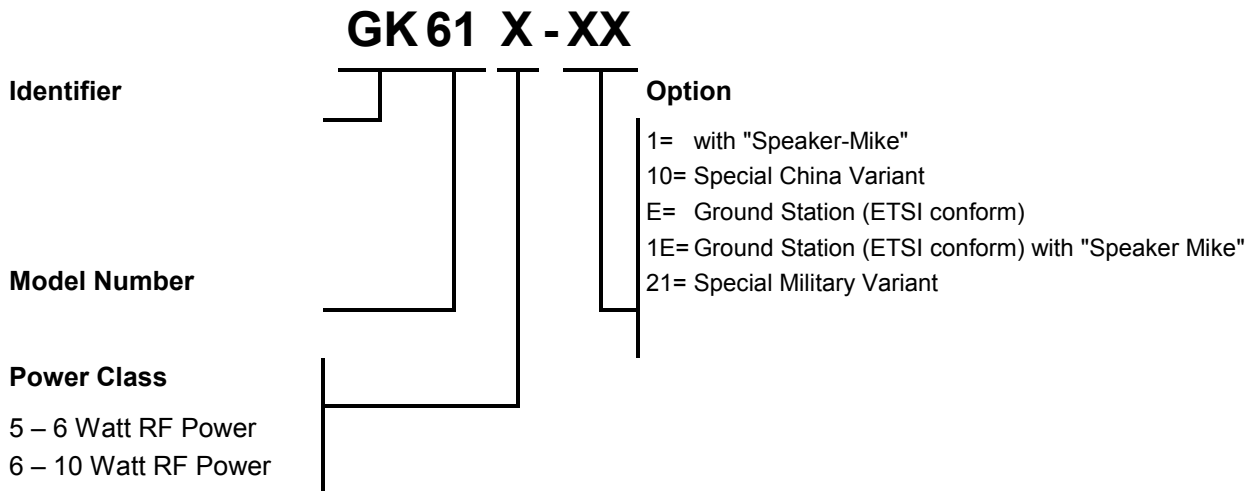 GK 61 X - XX
Identifier
Option
1= with "Speaker-Mike"
10= Special China Variant
E= Ground Station (ETSI conform)
1E= Ground Station (ETSI conform) with "Speaker Mike"
21= Special Military Variant
Model Number
Power Class
5 – 6 Watt RF Power
6 – 10 Watt RF Power